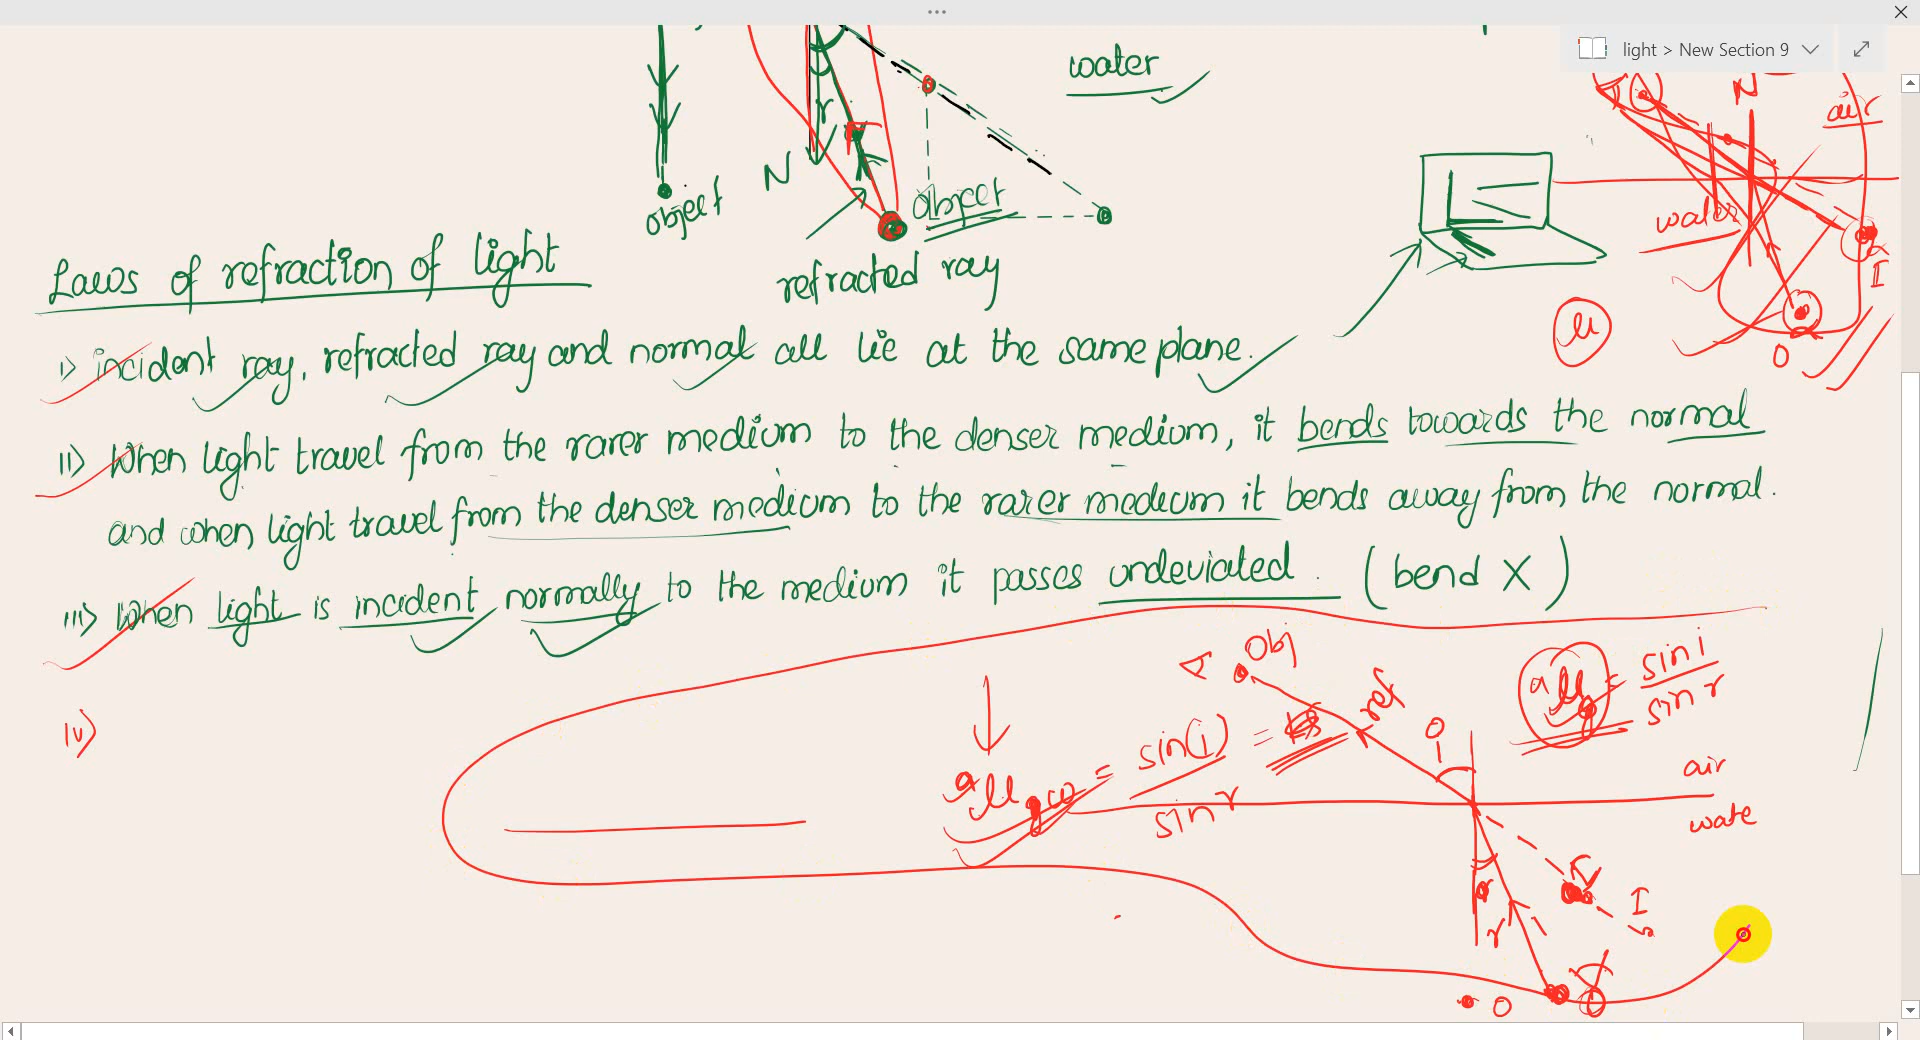 light > New Section 9
water
N
air
r
N
object
object
water
I
refracted ray
μ
O
Laws of refraction of light
i) incident ray, refracted ray and normal all lie at the same plane.
ii) When light travel from the rarer medium to the denser medium, it bends towards the normal
and when light travel from the denser medium to the rarer medium it bends away from the normal.
iii) When light is incident normally to the medium it passes undeviated. (bend X)
iv)
Obj
ref
aμg = sin i
sin r
aμ w = sin(i) =
sin r
i
air
wate
r
I
r
O